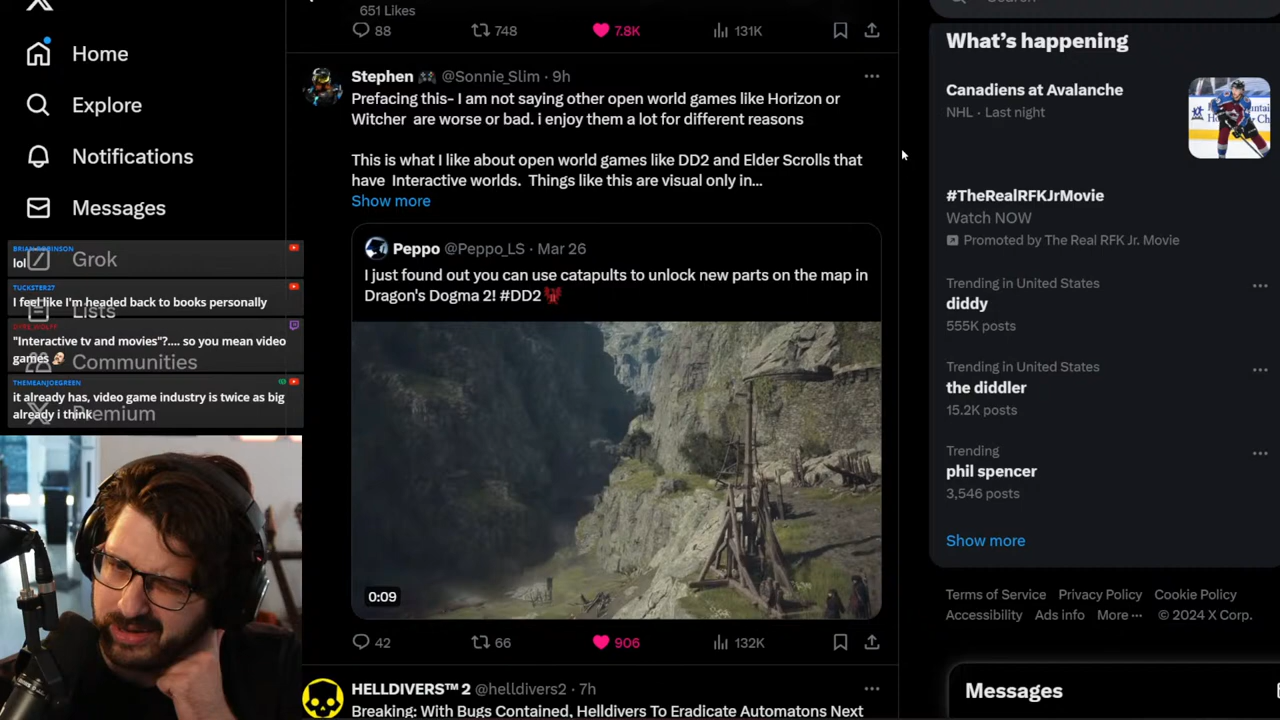 651 Likes
88
748
7.8K
131K
Home
Explore
Notifications
Messages
Grok
Lists
Communities
Premium
BRIAN ROBINSON
lol
TUCKSTER27
I feel like I'm headed back to books personally
"Interactive tv and movies"?.... so you mean video
games
THEMEANJOEGREEN
it already has, video game industry is twice as big
already i think
Stephen @Sonnie_Slim · 9h
Prefacing this- I am not saying other open world games like Horizon or
Witcher are worse or bad. i enjoy them a lot for different reasons
This is what I like about open world games like DD2 and Elder Scrolls that
have Interactive worlds. Things like this are visual only in...
Show more
Peppo @Peppo_LS · Mar 26
I just found out you can use catapults to unlock new parts on the map in
Dragon's Dogma 2! #DD2
0:09
42
66
906
132K
HELLDIVERS™ 2 @helldivers2 · 7h
Breaking: With Bugs Contained, Helldivers To Eradicate Automatons Next
What's happening
Canadiens at Avalanche
NHL · Last night
#TheRealRFKJrMovie
Watch NOW
Promoted by The Real RFK Jr. Movie
Trending in United States
diddy
555K posts
Trending in United States
the diddler
15.2K posts
Trending
phil spencer
3,546 posts
Show more
Terms of Service Privacy Policy Cookie Policy
Accessibility Ads info More ··· © 2024 X Corp.
Messages